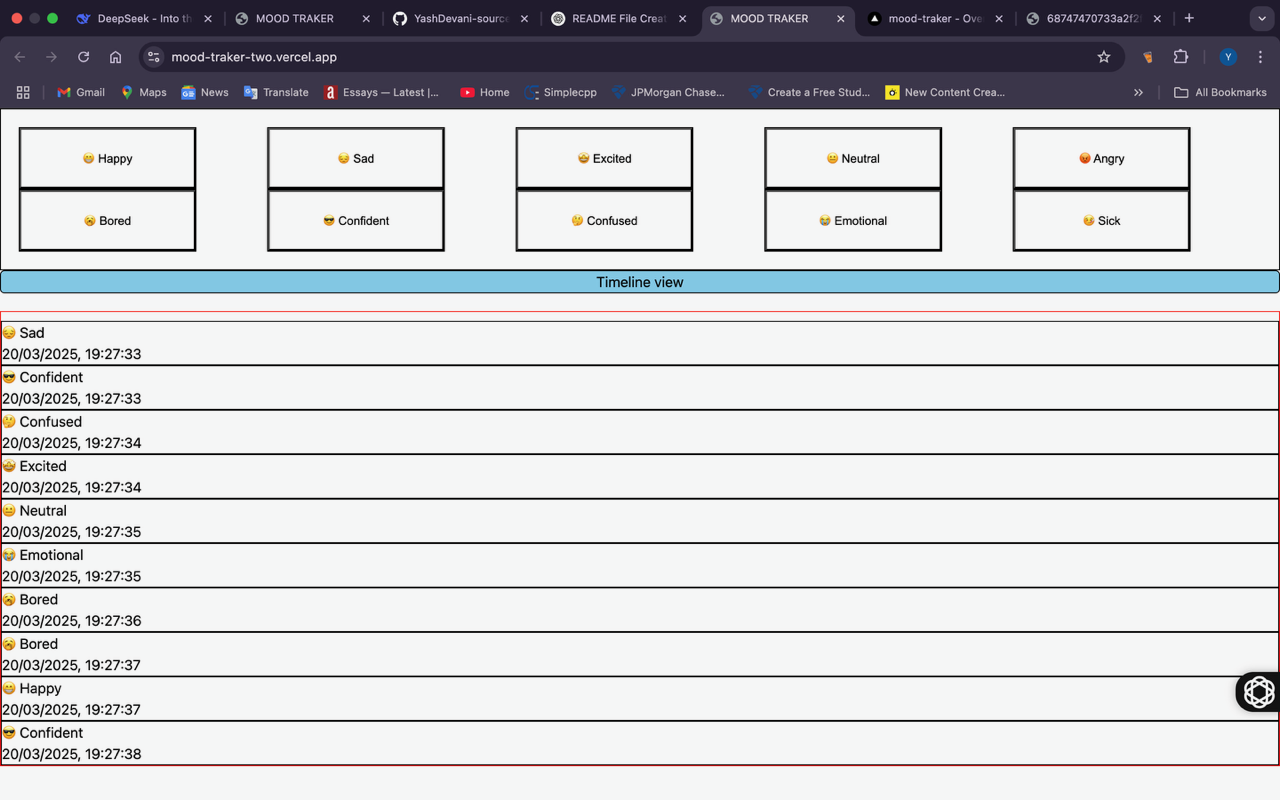 DeepSeek - Into th
MOOD TRAKER
YashDevani-source
README File Creat
MOOD TRAKER
mood-traker - Ove
68747470733a2f2f
mood-traker-two.vercel.app
Y
Gmail
Maps
News
Translate
Essays — Latest |...
Home
Simplecpp
JPMorgan Chase...
Create a Free Stud...
New Content Crea...
All Bookmarks
😀 Happy
😔 Sad
🤩 Excited
😐 Neutral
😡 Angry
🥱 Bored
😎 Confident
🤔 Confused
😭 Emotional
🤒 Sick
Timeline view
😔 Sad
20/03/2025, 19:27:33
😎 Confident
20/03/2025, 19:27:33
🤔 Confused
20/03/2025, 19:27:34
🤩 Excited
20/03/2025, 19:27:34
😐 Neutral
20/03/2025, 19:27:35
😭 Emotional
20/03/2025, 19:27:35
🥱 Bored
20/03/2025, 19:27:36
🥱 Bored
20/03/2025, 19:27:37
😀 Happy
20/03/2025, 19:27:37
😎 Confident
20/03/2025, 19:27:38